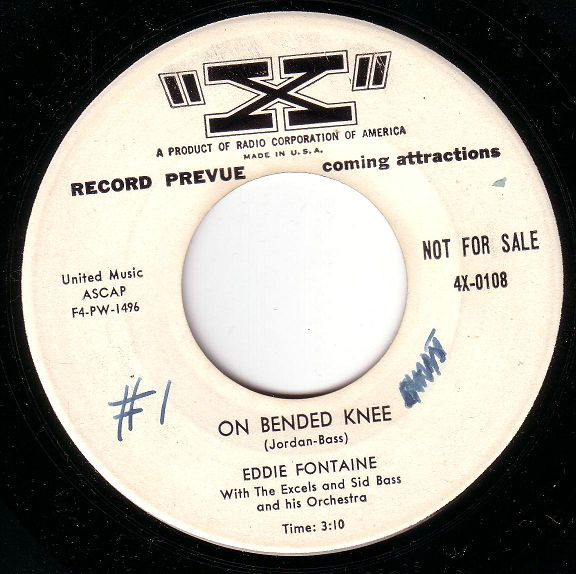 "X"
A PRODUCT OF RADIO CORPORATION OF AMERICA
MADE IN U.S.A.
RECORD PREVUE
coming attractions
NOT FOR SALE
4X-0108
United Music
ASCAP
F4-PW-1496
#1
ON BENDED KNEE
(Jordan-Bass)
EDDIE FONTAINE
With The Excels and Sid Bass
and his Orchestra
Time: 3:10